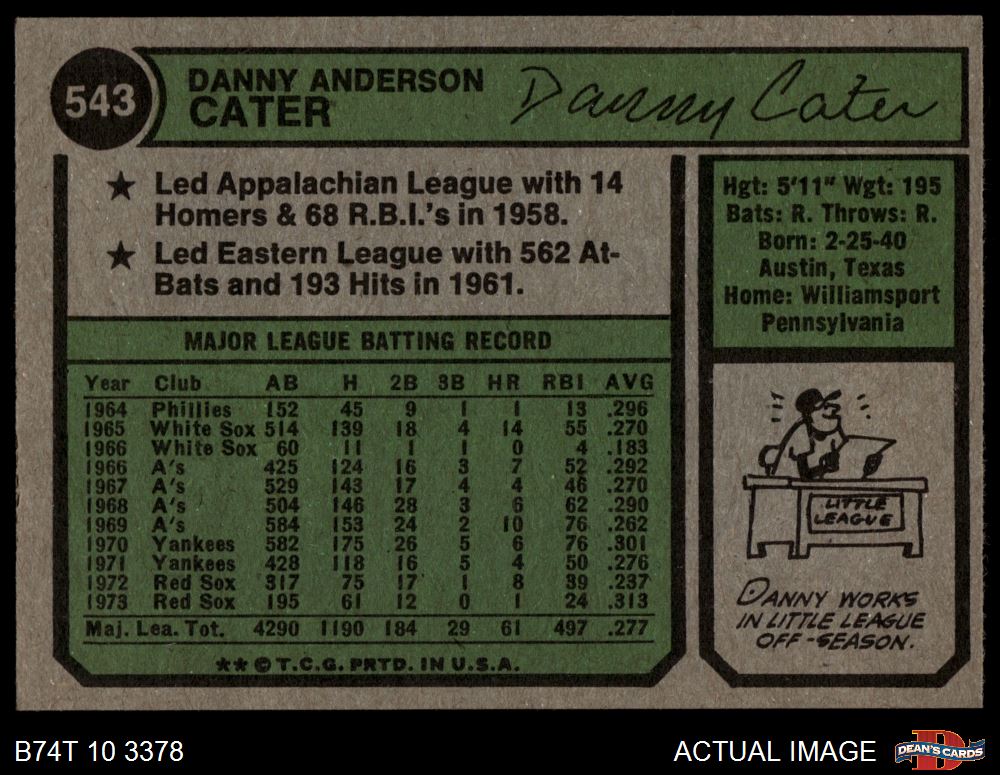 543
DANNY ANDERSON
CATER
Danny Cater
★ Led Appalachian League with 14
Homers & 68 R.B.I.'s in 1958.
★ Led Eastern League with 562 At-
Bats and 193 Hits in 1961.
Hgt: 5'11" Wgt: 195
Bats: R. Throws: R.
Born: 2-25-40
Austin, Texas
Home: Williamsport
Pennsylvania
MAJOR LEAGUE BATTING RECORD
Year Club AB H 2B 3B HR RBI AVG
1964 Phillies 152 45 9 1 1 13 .296
1965 White Sox 514 139 18 4 14 55 .270
1966 White Sox 60 11 1 1 0 4 .183
1966 A's 425 124 16 3 7 52 .292
1967 A's 529 143 17 4 4 46 .270
1968 A's 504 146 28 3 6 62 .290
1969 A's 584 153 24 2 10 76 .262
1970 Yankees 582 175 26 5 6 76 .301
1971 Yankees 428 118 16 5 4 50 .276
1972 Red Sox 317 75 17 1 8 39 .237
1973 Red Sox 195 61 12 0 1 24 .313
Maj. Lea. Tot. 4290 1190 184 29 61 497 .277
★★ © T.C.G. PRTD. IN U.S.A.
LITTLE
LEAGUE
DANNY WORKS
IN LITTLE LEAGUE
OFF-SEASON.
B74T 10 3378
ACTUAL IMAGE
D
DEAN'S CARDS